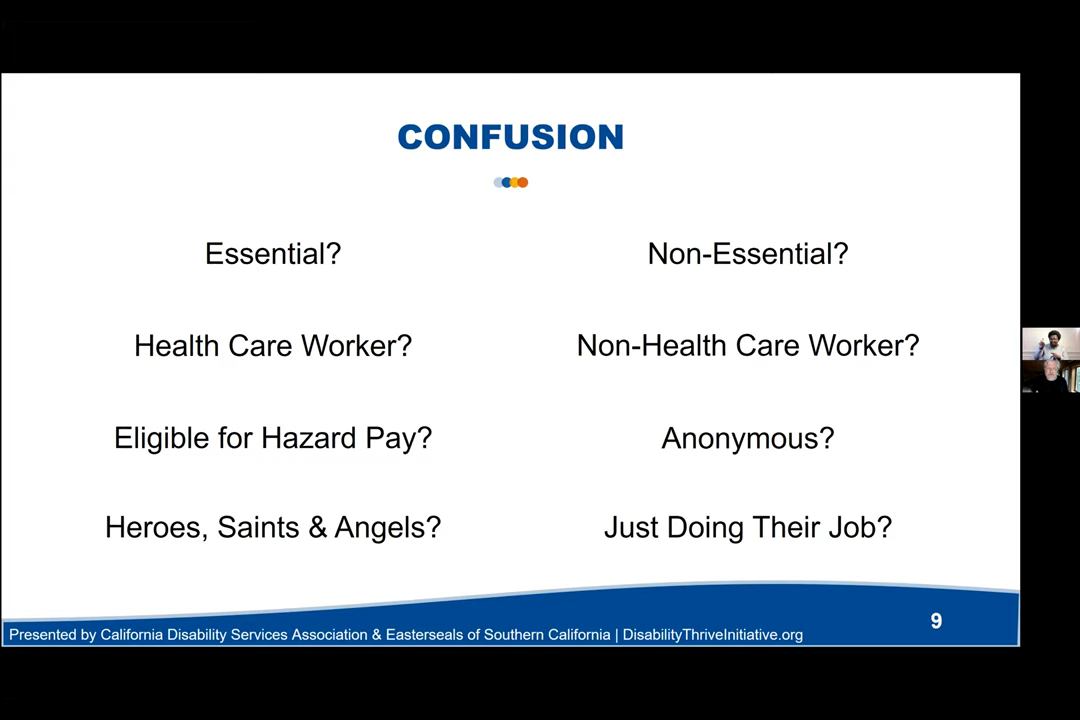 CONFUSION
Essential?
Non-Essential?
Health Care Worker?
Non-Health Care Worker?
Eligible for Hazard Pay?
Anonymous?
Heroes, Saints & Angels?
Just Doing Their Job?
9
Presented by California Disability Services Association & Easterseals of Southern California | DisabilityThriveInitiative.org